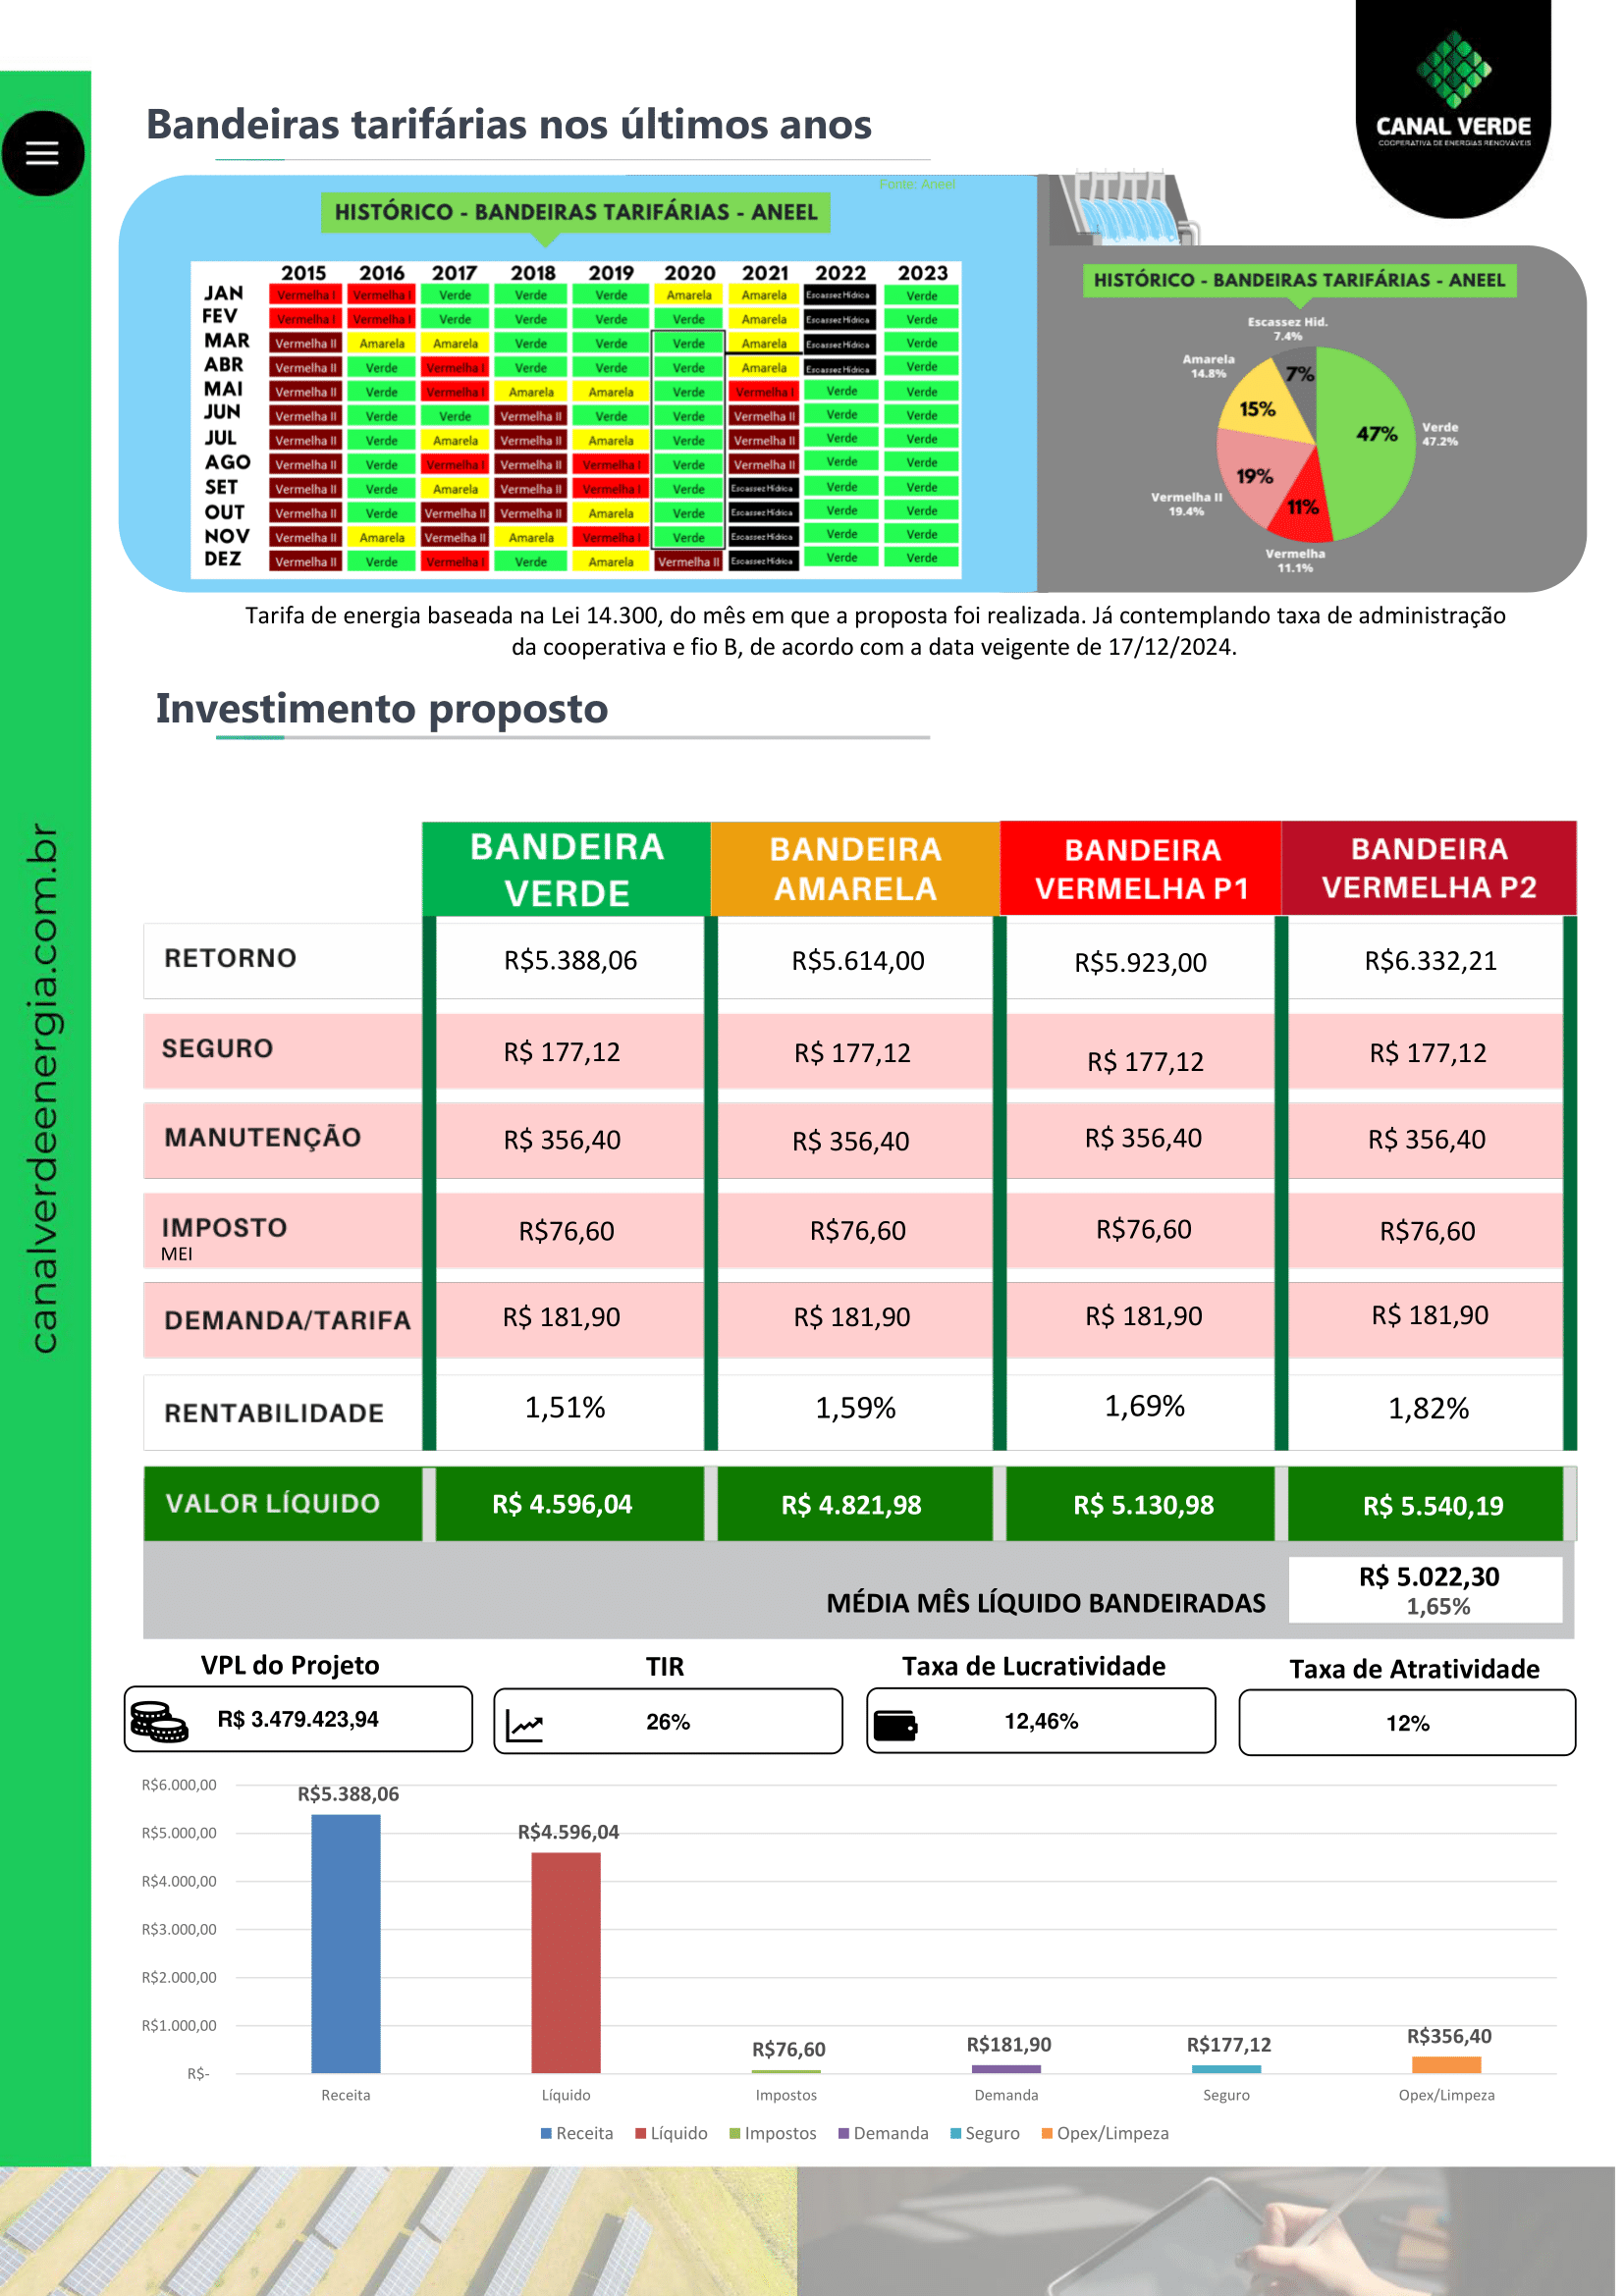 CANAL VERDE
COOPERATIVA DE ENERGIAS RENOVÁVEIS
Bandeiras tarifárias nos últimos anos
Fonte: Aneel
HISTÓRICO - BANDEIRAS TARIFÁRIAS - ANEEL
2015 2016 2017 2018 2019 2020 2021 2022 2023
JAN Vermelha I Vermelha I Verde Verde Verde Amarela Amarela Escassez Hídrica Verde
FEV Vermelha I Vermelha I Verde Verde Verde Verde Amarela Escassez Hídrica Verde
MAR Vermelha II Amarela Amarela Verde Verde Verde Amarela Escassez Hídrica Verde
ABR Vermelha II Verde Vermelha I Verde Verde Verde Amarela Escassez Hídrica Verde
MAI Vermelha II Verde Vermelha I Amarela Amarela Verde Vermelha I Verde Verde
JUN Vermelha II Verde Verde Vermelha II Verde Verde Vermelha II Verde Verde
JUL Vermelha II Verde Amarela Vermelha II Amarela Verde Vermelha II Verde Verde
AGO Vermelha II Verde Vermelha I Vermelha II Vermelha I Verde Vermelha II Verde Verde
SET Vermelha II Verde Amarela Vermelha II Vermelha I Verde Escassez Hídrica Verde Verde
OUT Vermelha II Verde Vermelha II Vermelha II Amarela Verde Escassez Hídrica Verde Verde
NOV Vermelha II Amarela Vermelha II Amarela Vermelha I Verde Escassez Hídrica Verde Verde
DEZ Vermelha II Verde Vermelha I Verde Amarela Vermelha II Escassez Hídrica Verde Verde
HISTÓRICO - BANDEIRAS TARIFÁRIAS - ANEEL
Escassez Hid.
7.4%
Amarela
14.8%
7%
15%
47%
Verde
47.2%
19%
Vermelha II
19.4%
11%
Vermelha
11.1%
Tarifa de energia baseada na Lei 14.300, do mês em que a proposta foi realizada. Já contemplando taxa de administração
da cooperativa e fio B, de acordo com a data veigente de 17/12/2024.
Investimento proposto
BANDEIRA VERDE BANDEIRA AMARELA BANDEIRA VERMELHA P1 BANDEIRA VERMELHA P2
RETORNO R$5.388,06 R$5.614,00 R$5.923,00 R$6.332,21
SEGURO R$ 177,12 R$ 177,12 R$ 177,12 R$ 177,12
MANUTENÇÃO R$ 356,40 R$ 356,40 R$ 356,40 R$ 356,40
IMPOSTO R$76,60 R$76,60 R$76,60 R$76,60
MEI
DEMANDA/TARIFA R$ 181,90 R$ 181,90 R$ 181,90 R$ 181,90
RENTABILIDADE 1,51% 1,59% 1,69% 1,82%
VALOR LÍQUIDO R$ 4.596,04 R$ 4.821,98 R$ 5.130,98 R$ 5.540,19
MÉDIA MÊS LÍQUIDO BANDEIRADAS R$ 5.022,30
1,65%
VPL do Projeto TIR Taxa de Lucratividade Taxa de Atratividade
R$ 3.479.423,94 26% 12,46% 12%
R$6.000,00
R$5.000,00
R$4.000,00
R$3.000,00
R$2.000,00
R$1.000,00
R$-
R$5.388,06
R$4.596,04
R$76,60
R$181,90
R$177,12
R$356,40
Receita Líquido Impostos Demanda Seguro Opex/Limpeza
Receita Líquido Impostos Demanda Seguro Opex/Limpeza
canalverdeenergia.com.br